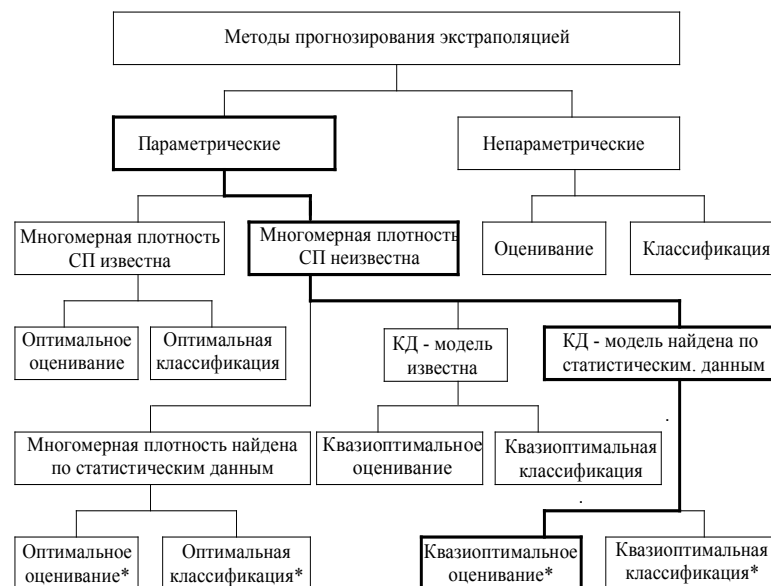 Методы прогнозирования экстраполяцией
Параметрические
Непараметрические
Многомерная плотность
СП известна
Многомерная плотность
СП неизвестна
Оценивание
Классификация
Оптимальное
оценивание
Оптимальная
классификация
КД - модель
известна
КД - модель найдена по
статистическим. данным
Многомерная плотность найдена
по статистическим данным
Квазиоптимальное
оценивание
Квазиоптимальная
классификация
Оптимальное
оценивание*
Оптимальная
классификация*
Квазиоптимальное
оценивание*
Квазиоптимальная
классификация*